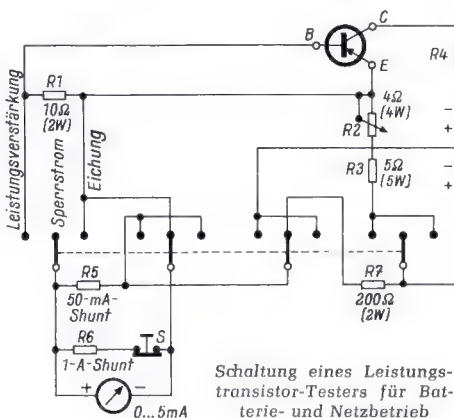 C
B
E
R4
R1
10Ω
(2W)
4Ω
(4W)
R2
−
+
R3
5Ω
(5W)
−
+
Leistungsverstärkung
Sperrstrom
Eichung
R5
50-mA-
Shunt
R7
200Ω
(2W)
R6
S
1-A-Shunt
+
−
0...5mA
Schaltung eines Leistungs-
transistor-Testers für Bat-
terie- und Netzbetrieb